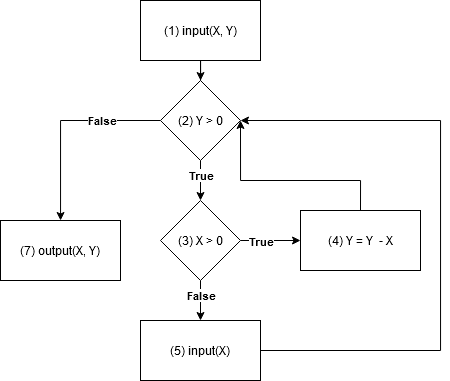 (1) input(X, Y)
(2) Y > 0
False
True
(3) X > 0
True
(4) Y = Y - X
(7) output(X, Y)
False
(5) input(X)